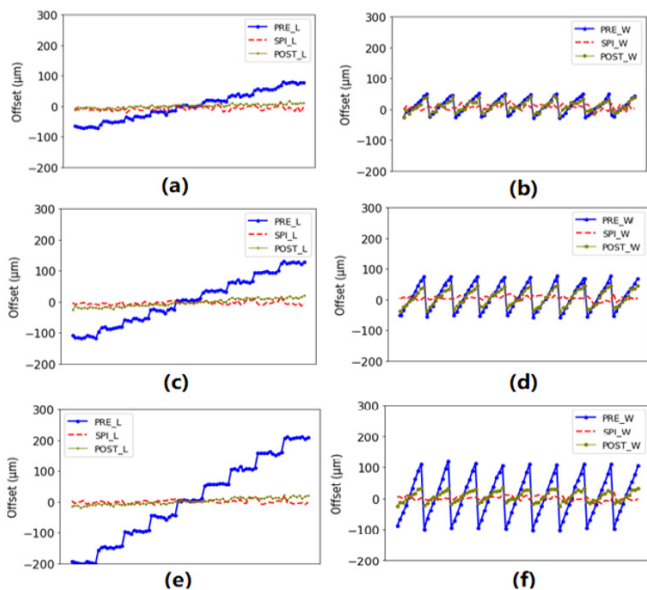 300
200
100
0
−100
−200
Offset (µm)
PRE_L
SPI_L
POST_L
(a)
300
200
100
0
−100
−200
Offset (µm)
PRE_W
SPI_W
POST_W
(b)
300
200
100
0
−100
−200
Offset (µm)
PRE_L
SPI_L
POST_L
(c)
300
200
100
0
−100
−200
Offset (µm)
PRE_W
SPI_W
POST_W
(d)
300
200
100
0
−100
−200
Offset (µm)
PRE_L
SPI_L
POST_L
(e)
300
200
100
0
−100
−200
Offset (µm)
PRE_W
SPI_W
POST_W
(f)